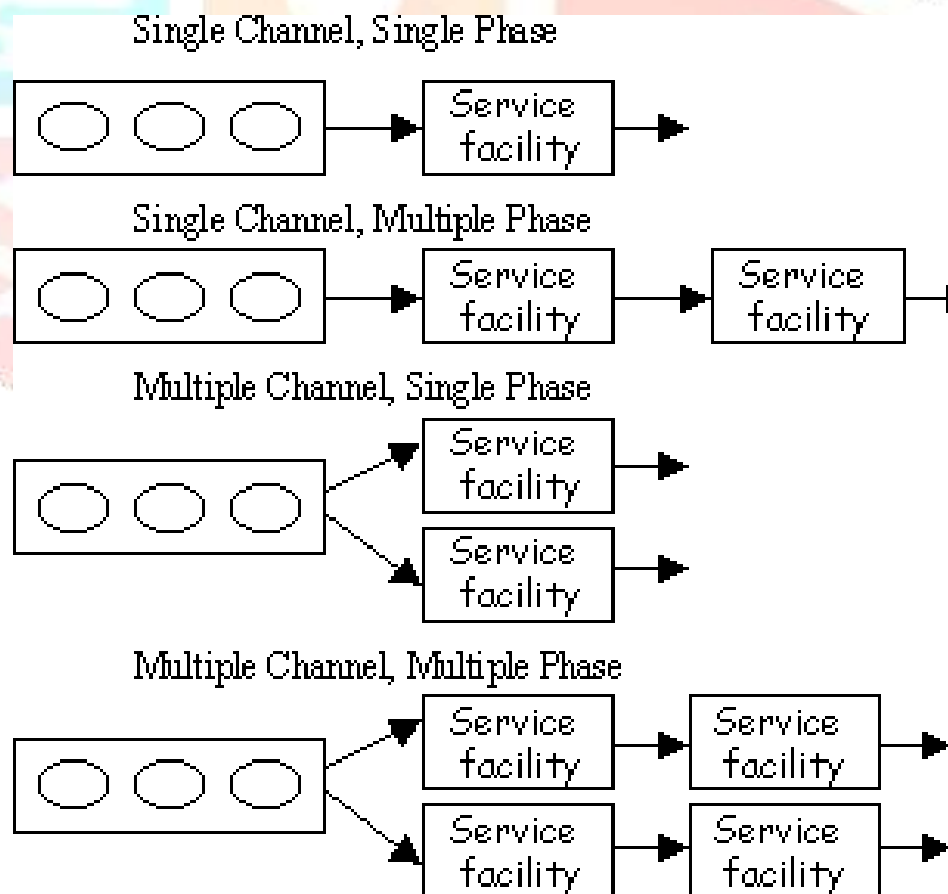 Single Channel, Single Phase
Service
facility
Single Channel, Multiple Phase
Service
facility
Service
facility
Multiple Channel, Single Phase
Service
facility
Service
facility
Multiple Channel, Multiple Phase
Service
facility
Service
facility
Service
facility
Service
facility